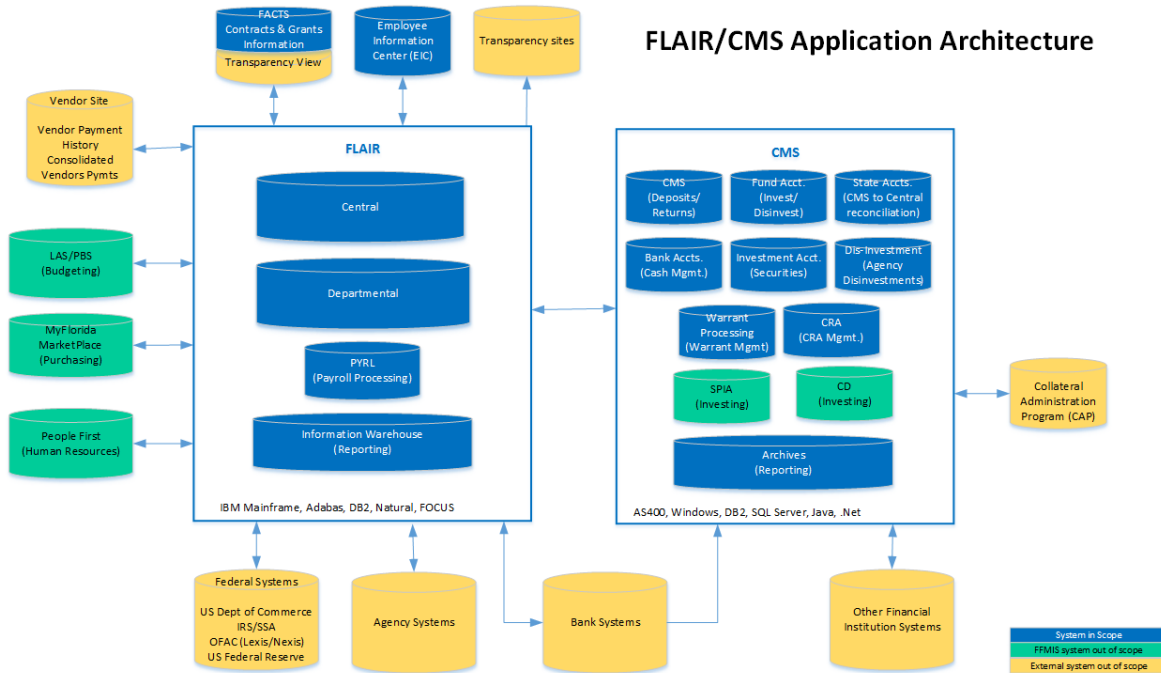 FLAIR/CMS Application Architecture
FACTS
Contracts & Grants
Information
Transparency View
Employee
Information
Center (EIC)
Transparency sites
Vendor Site
Vendor Payment
History
Consolidated
Vendors Pymts
LAS/PBS
(Budgeting)
MyFlorida
MarketPlace
(Purchasing)
People First
(Human Resources)
FLAIR
Central
Departmental
PYRL
(Payroll Processing)
Information Warehouse
(Reporting)
IBM Mainframe, Adabas, DB2, Natural, FOCUS
CMS
CMS
(Deposits/
Returns)
Fund Acct.
(Invest/
Disinvest)
State Accts.
(CMS to Central
reconciliation)
Bank Accts.
(Cash Mgmt.)
Investment Acct.
(Securities)
Dis-Investment
(Agency
Disinvestments)
Warrant
Processing
(Warrant Mgmt)
CRA
(CRA Mgmt.)
SPIA
(Investing)
CD
(Investing)
Archives
(Reporting)
AS400, Windows, DB2, SQL Server, Java, .Net
Collateral
Administration
Program (CAP)
Federal Systems
US Dept of Commerce
IRS/SSA
OFAC (Lexis/Nexis)
US Federal Reserve
Agency Systems
Bank Systems
Other Financial
Institution Systems
System in Scope
FFMIS system out of scope
External system out of scope